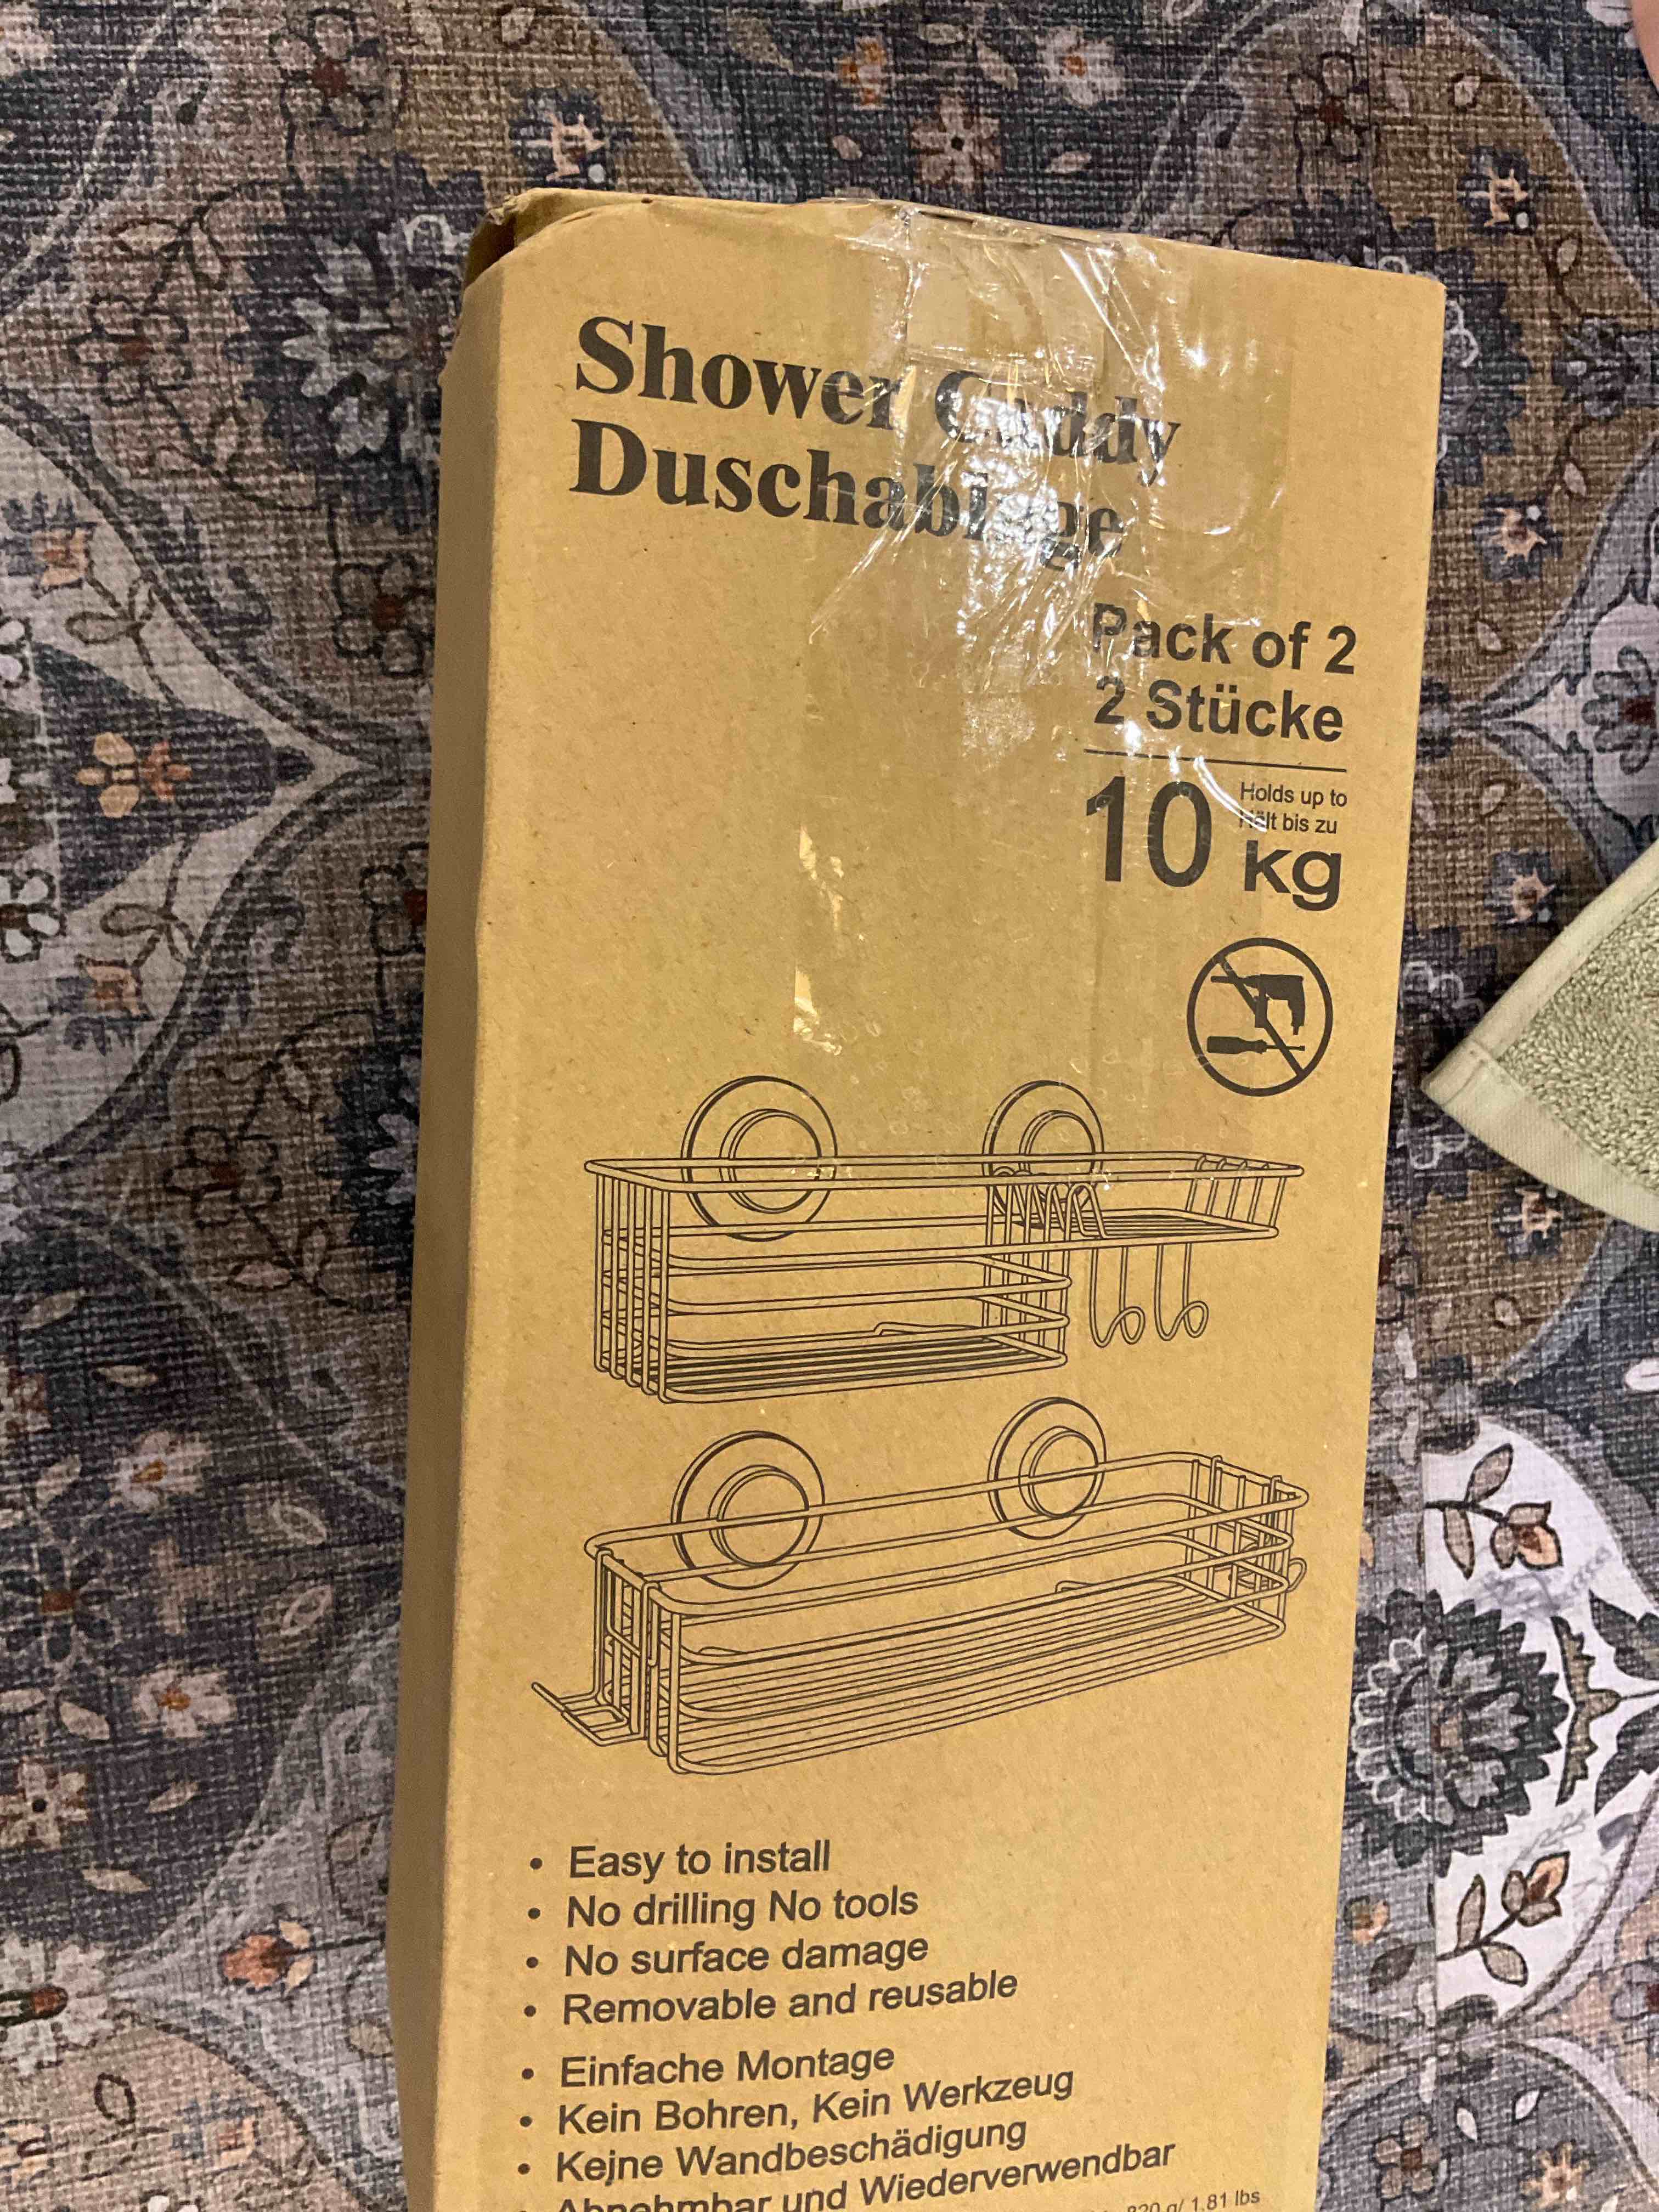 Shower Caddy
Duschablage
Pack of 2
2 Stücke
10
Holds up to
Hält bis zu
kg
• Easy to install
• No drilling No tools
• No surface damage
• Removable and reusable
• Einfache Montage
• Kein Bohren, Kein Werkzeug
• Kejne Wandbeschädigung
• Abnehmbar und Wiederverwendbar
820 g/ 1.81 lbs